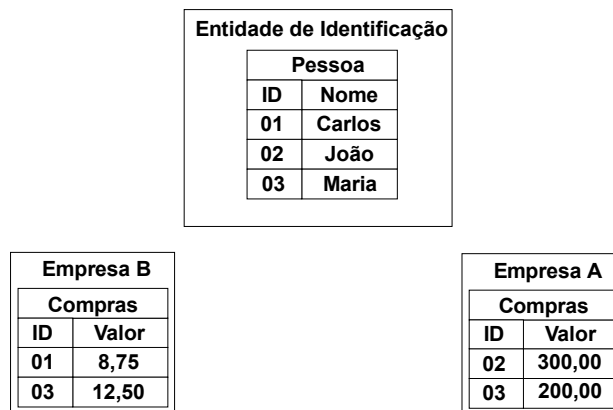 Entidade de Identificação
Pessoa
ID Nome
01 Carlos
02 João
03 Maria
Empresa B
Compras
ID Valor
01 8,75
03 12,50
Empresa A
Compras
ID Valor
02 300,00
03 200,00